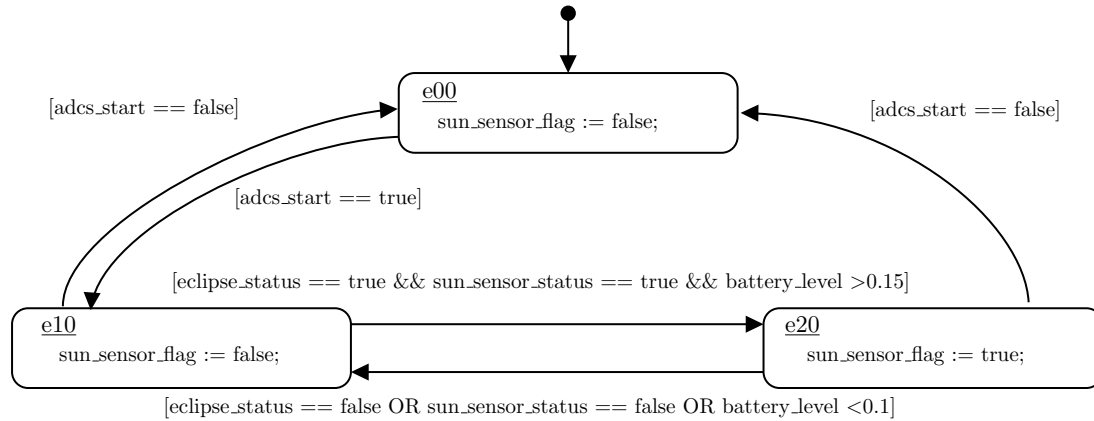 e00
sun_sensor_flag := false;
[adcs_start == false]
[adcs_start == false]
[adcs_start == true]
[eclipse_status == true && sun_sensor_status == true && battery_level >0.15]
e10
sun_sensor_flag := false;
e20
sun_sensor_flag := true;
[eclipse_status == false OR sun_sensor_status == false OR battery_level <0.1]